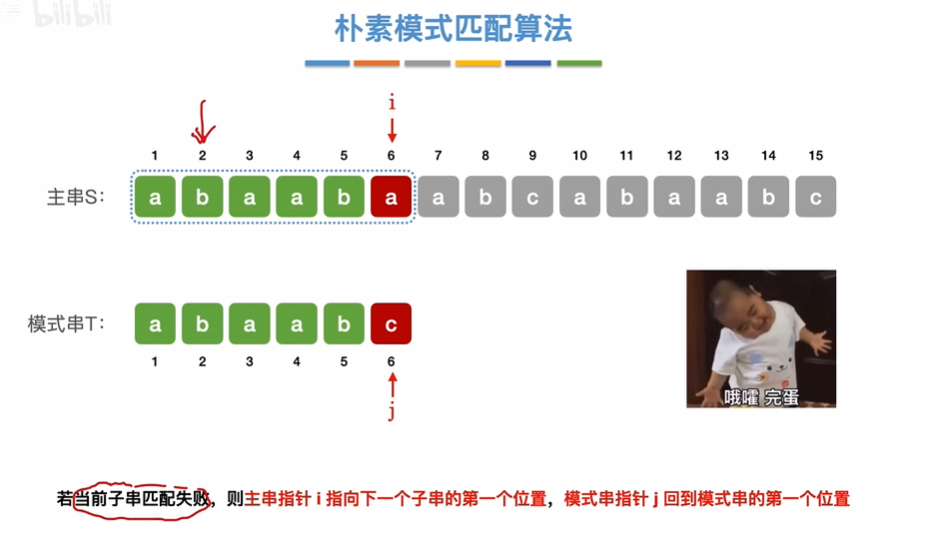 bilibili
朴素模式匹配算法
i
1 2 3 4 5 6 7 8 9 10 11 12 13 14 15
主串S： a b a a b a a b c a b a a b c
模式串T： a b a a b c
1 2 3 4 5 6
j
哦嚯 完蛋
若当前子串匹配失败，则主串指针 i 指向下一个子串的第一个位置，模式串指针 j 回到模式串的第一个位置